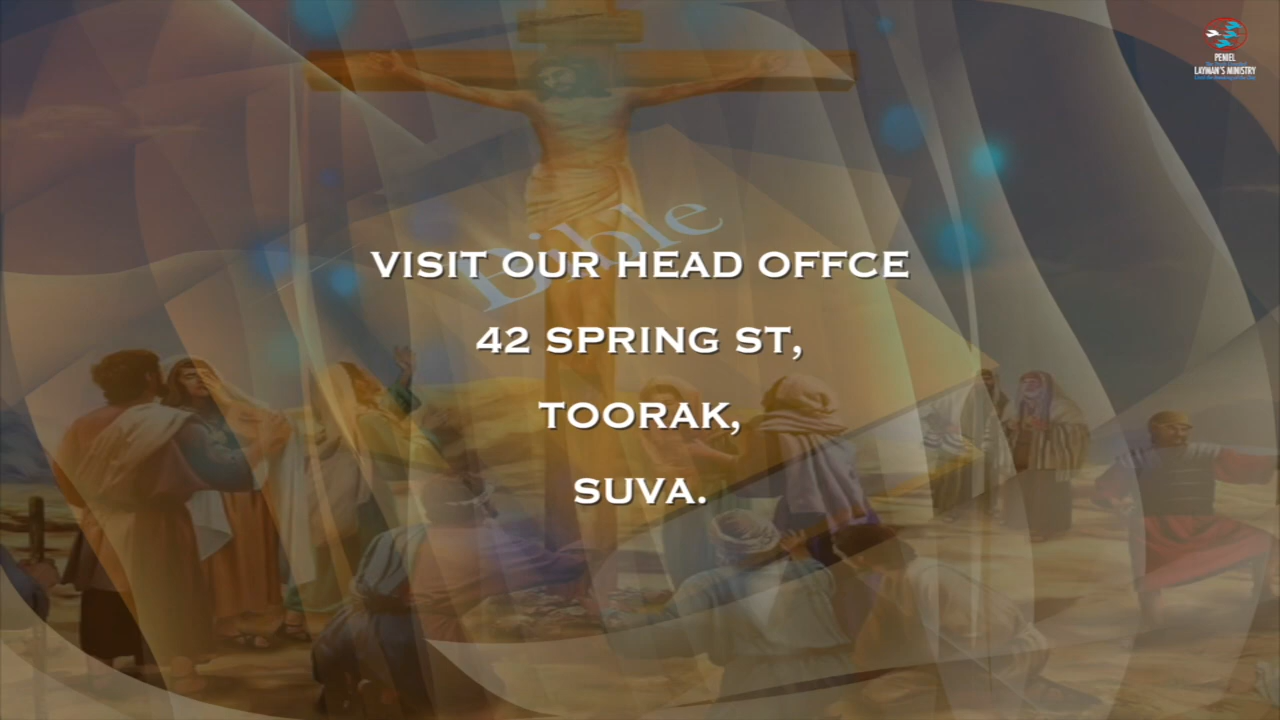 PENIEL
LAYMAN'S MINISTRY
Bible
VISIT OUR HEAD OFFCE
42 SPRING ST,
TOORAK,
SUVA.